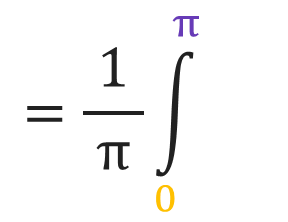 = 1/π ∫₀^π